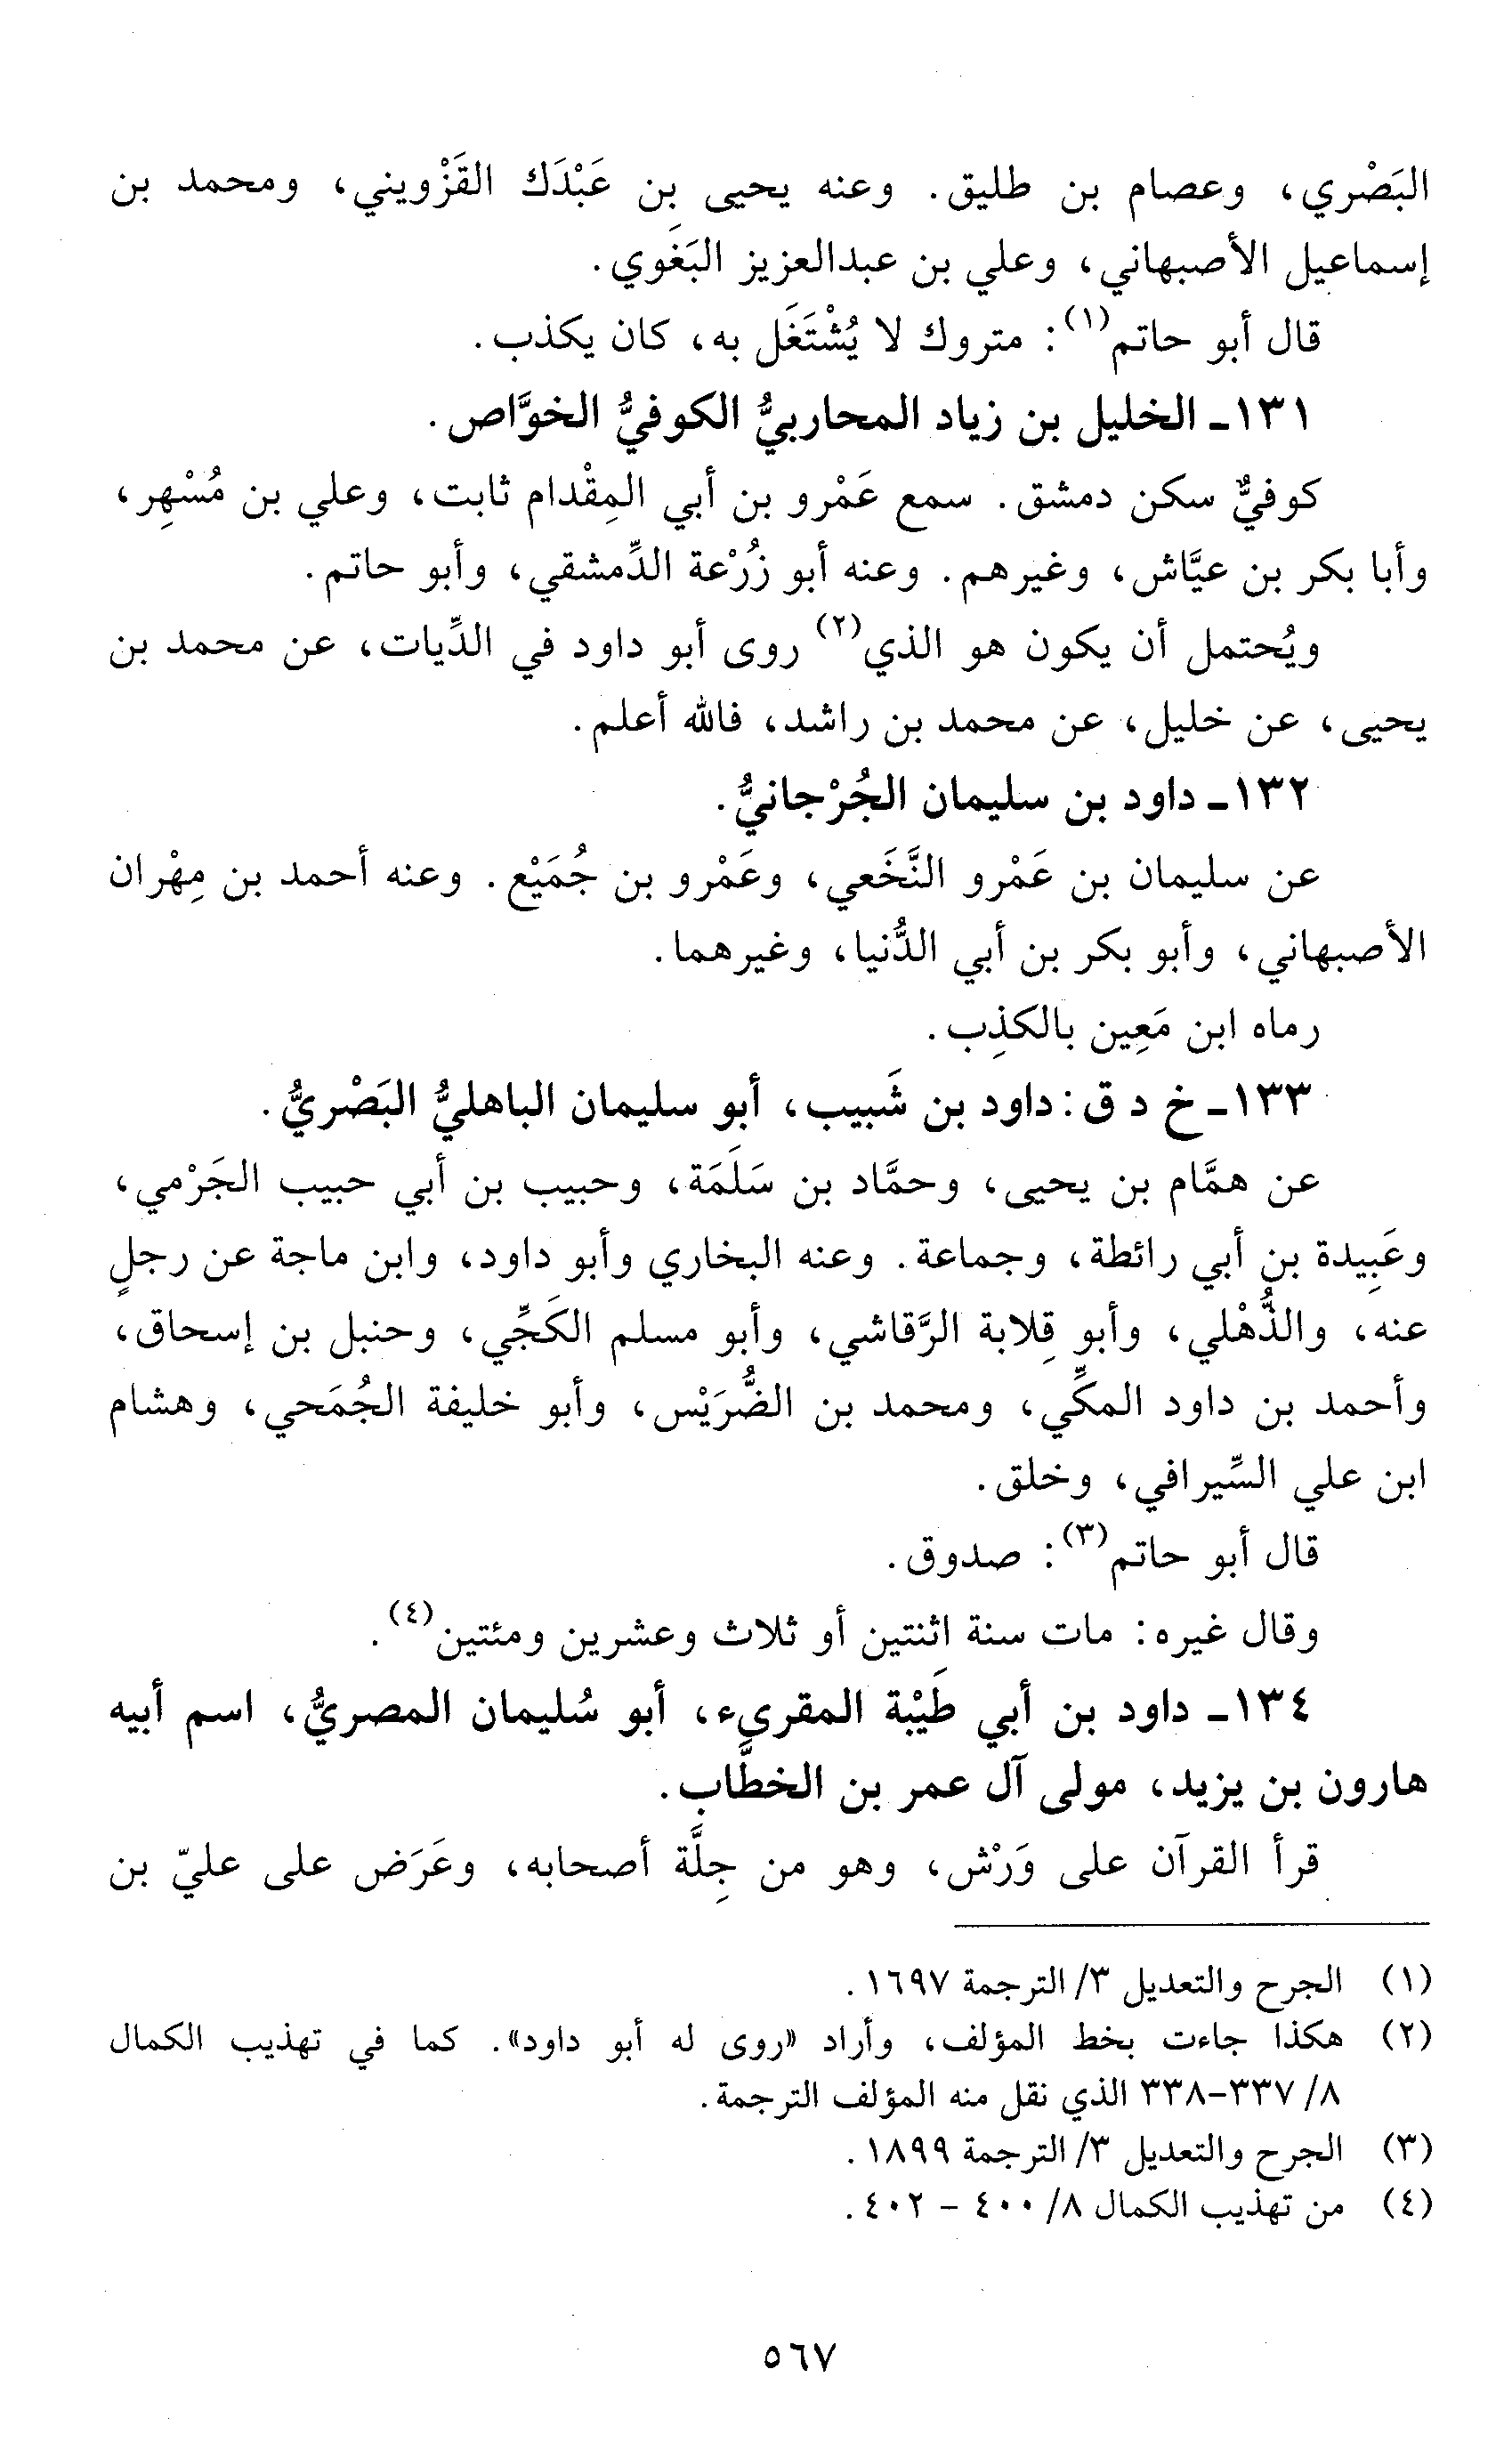 البَصْري، وعصام بن طليق. وعنه يحيى بن عَبْدَك القَزْويني، ومحمد بن
إسماعيل الأصبهاني، وعلي بن عبدالعزيز البَغَوي.
قال أبو حاتم(١): متروك لا يُشْتَغَل به، كان يكذب.
١٣١ـ الخليل بن زياد المحاربيُّ الكوفيُّ الخوَّاص.
كوفيٌّ سكن دمشق. سمع عَمْرو بن أبي المِقْدام ثابت، وعلي بن مُسْهِر،
وأبا بكر بن عيَّاش، وغيرهم. وعنه أبو زُرْعة الدِّمشقي، وأبو حاتم.
ويُحتمل أن يكون هو الذي(٢) روى أبو داود في الدِّيات، عن محمد بن
يحيى، عن خليل، عن محمد بن راشد، فالله أعلم.
١٣٢ـ داود بن سليمان الجُرْجانيُّ.
عن سليمان بن عَمْرو النَّخَعي، وعَمْرو بن جُمَيْع. وعنه أحمد بن مِهْران
الأصبهاني، وأبو بكر بن أبي الدُّنيا، وغيرهما.
رماه ابن مَعِين بالكذِب.
١٣٣ـ خ د ق: داود بن شَبيب، أبو سليمان الباهليُّ البَصْريُّ.
عن همَّام بن يحيى، وحمَّاد بن سَلَمَة، وحبيب بن أبي حبيب الجَرْمي،
وعَبِيدة بن أبي رائطة، وجماعة. وعنه البخاري وأبو داود، وابن ماجة عن رجلٍ
عنه، والذُّهْلي، وأبو قِلابة الرَّقاشي، وأبو مسلم الكَجِّي، وحنبل بن إسحاق،
وأحمد بن داود المكِّي، ومحمد بن الضُّرَيْس، وأبو خليفة الجُمَحي، وهشام
ابن علي السِّيرافي، وخلق.
قال أبو حاتم(٣): صدوق.
وقال غيره: مات سنة اثنتين أو ثلاث وعشرين ومئتين(٤).
١٣٤ـ داود بن أبي طَيْبة المقرىء، أبو سُليمان المصريُّ، اسم أبيه
هارون بن يزيد، مولى آل عمر بن الخطَّاب.
قرأ القرآن على وَرْش، وهو من جِلَّة أصحابه، وعَرَض على عليّ بن
(١) الجرح والتعديل ٣/ الترجمة ١٦٩٧.
(٢) هكذا جاءت بخط المؤلف، وأراد «روى له أبو داود». كما في تهذيب الكمال
٨/ ٣٣٧-٣٣٨ الذي نقل منه المؤلف الترجمة.
(٣) الجرح والتعديل ٣/ الترجمة ١٨٩٩.
(٤) من تهذيب الكمال ٨/ ٤٠٠ - ٤٠٢.
٥٦٧